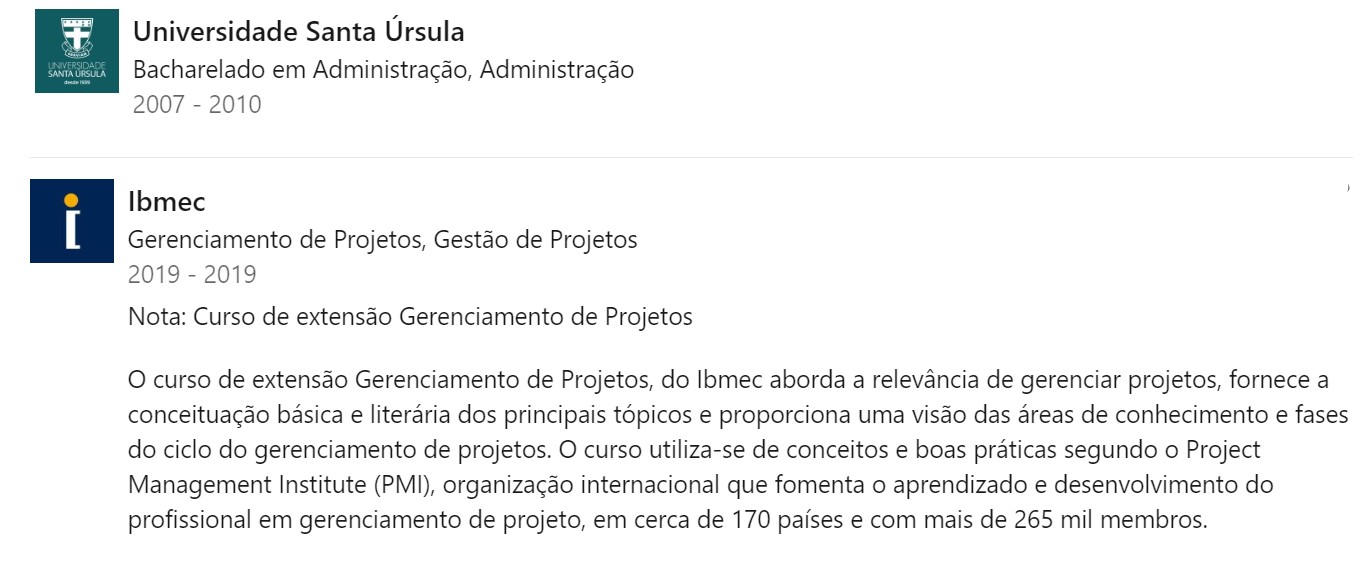 UNIVERSIDADE
SANTA ÚRSULA
desde 1939
Universidade Santa Úrsula
Bacharelado em Administração, Administração
2007 - 2010
Ibmec
Gerenciamento de Projetos, Gestão de Projetos
2019 - 2019
Nota: Curso de extensão Gerenciamento de Projetos
O curso de extensão Gerenciamento de Projetos, do Ibmec aborda a relevância de gerenciar projetos, fornece a
conceituação básica e literária dos principais tópicos e proporciona uma visão das áreas de conhecimento e fases
do ciclo do gerenciamento de projetos. O curso utiliza-se de conceitos e boas práticas segundo o Project
Management Institute (PMI), organização internacional que fomenta o aprendizado e desenvolvimento do
profissional em gerenciamento de projeto, em cerca de 170 países e com mais de 265 mil membros.